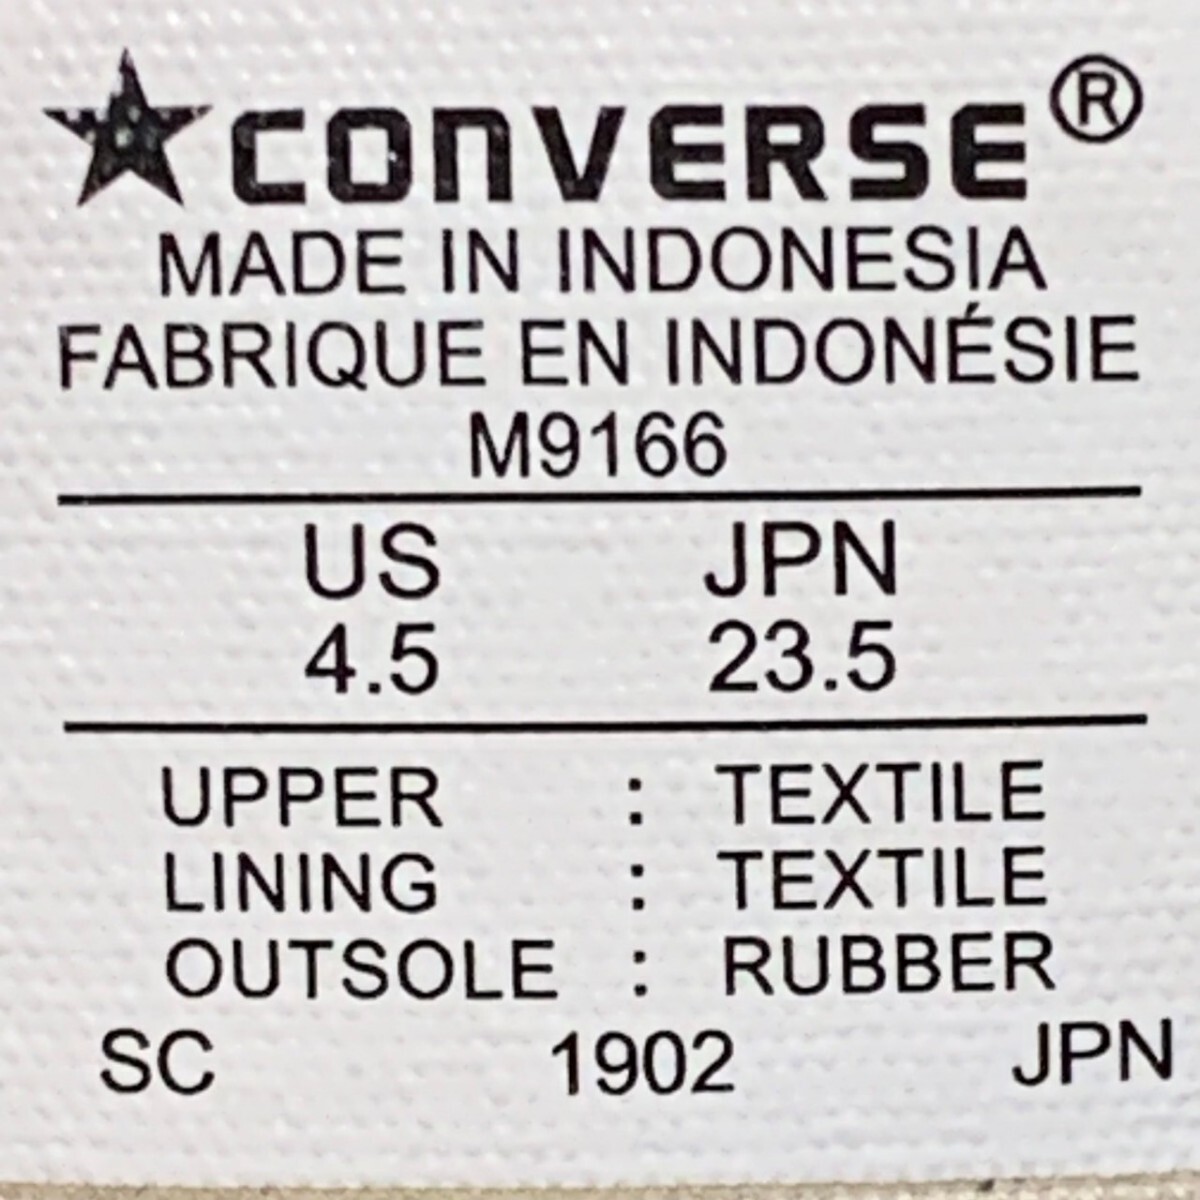 CONVERSE®
MADE IN INDONESIA
FABRIQUE EN INDONÉSIE
M9166
US JPN
4.5 23.5
UPPER : TEXTILE
LINING : TEXTILE
OUTSOLE : RUBBER
SC 1902 JPN